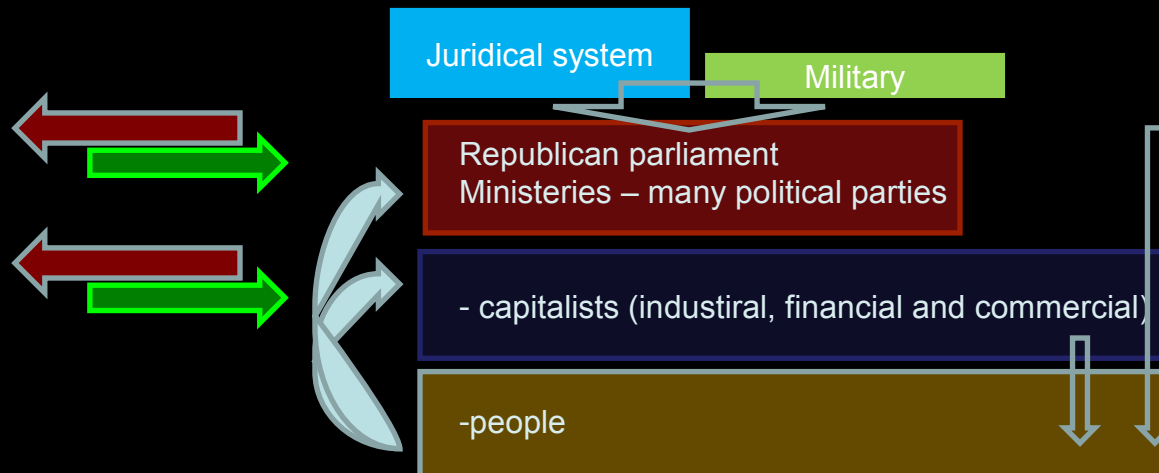 Juridical system
Military
Republican parliament
Ministeries – many political parties
- capitalists (industiral, financial and commercial)
-people